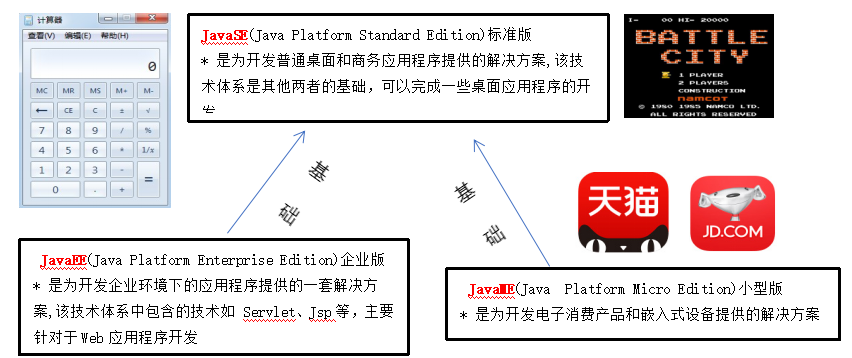 计算器
查看(V) 编辑(E) 帮助(H)
0
MC MR MS M+ M-
← CE C ± √
7 8 9 / %
4 5 6 * 1/x
1 2 3 - =
0 . +
JavaSE(Java Platform Standard Edition)标准版
* 是为开发普通桌面和商务应用程序提供的解决方案,该技
术体系是其他两者的基础，可以完成一些桌面应用程序的开
发
I- 00 HI- 20000
BATTLE
CITY
1 PLAYER
2 PLAYERS
CONSTRUCTION
namcot
© 1980 1985 NAMCO LTD.
ALL RIGHTS RESERVED
基
础
基
础
天猫
JD.COM
JavaEE(Java Platform Enterprise Edition)企业版
* 是为开发企业环境下的应用程序提供的一套解决方
案,该技术体系中包含的技术如 Servlet、Jsp等，主要
针对于Web应用程序开发
JavaME(Java Platform Micro Edition)小型版
* 是为开发电子消费产品和嵌入式设备提供的解决方案